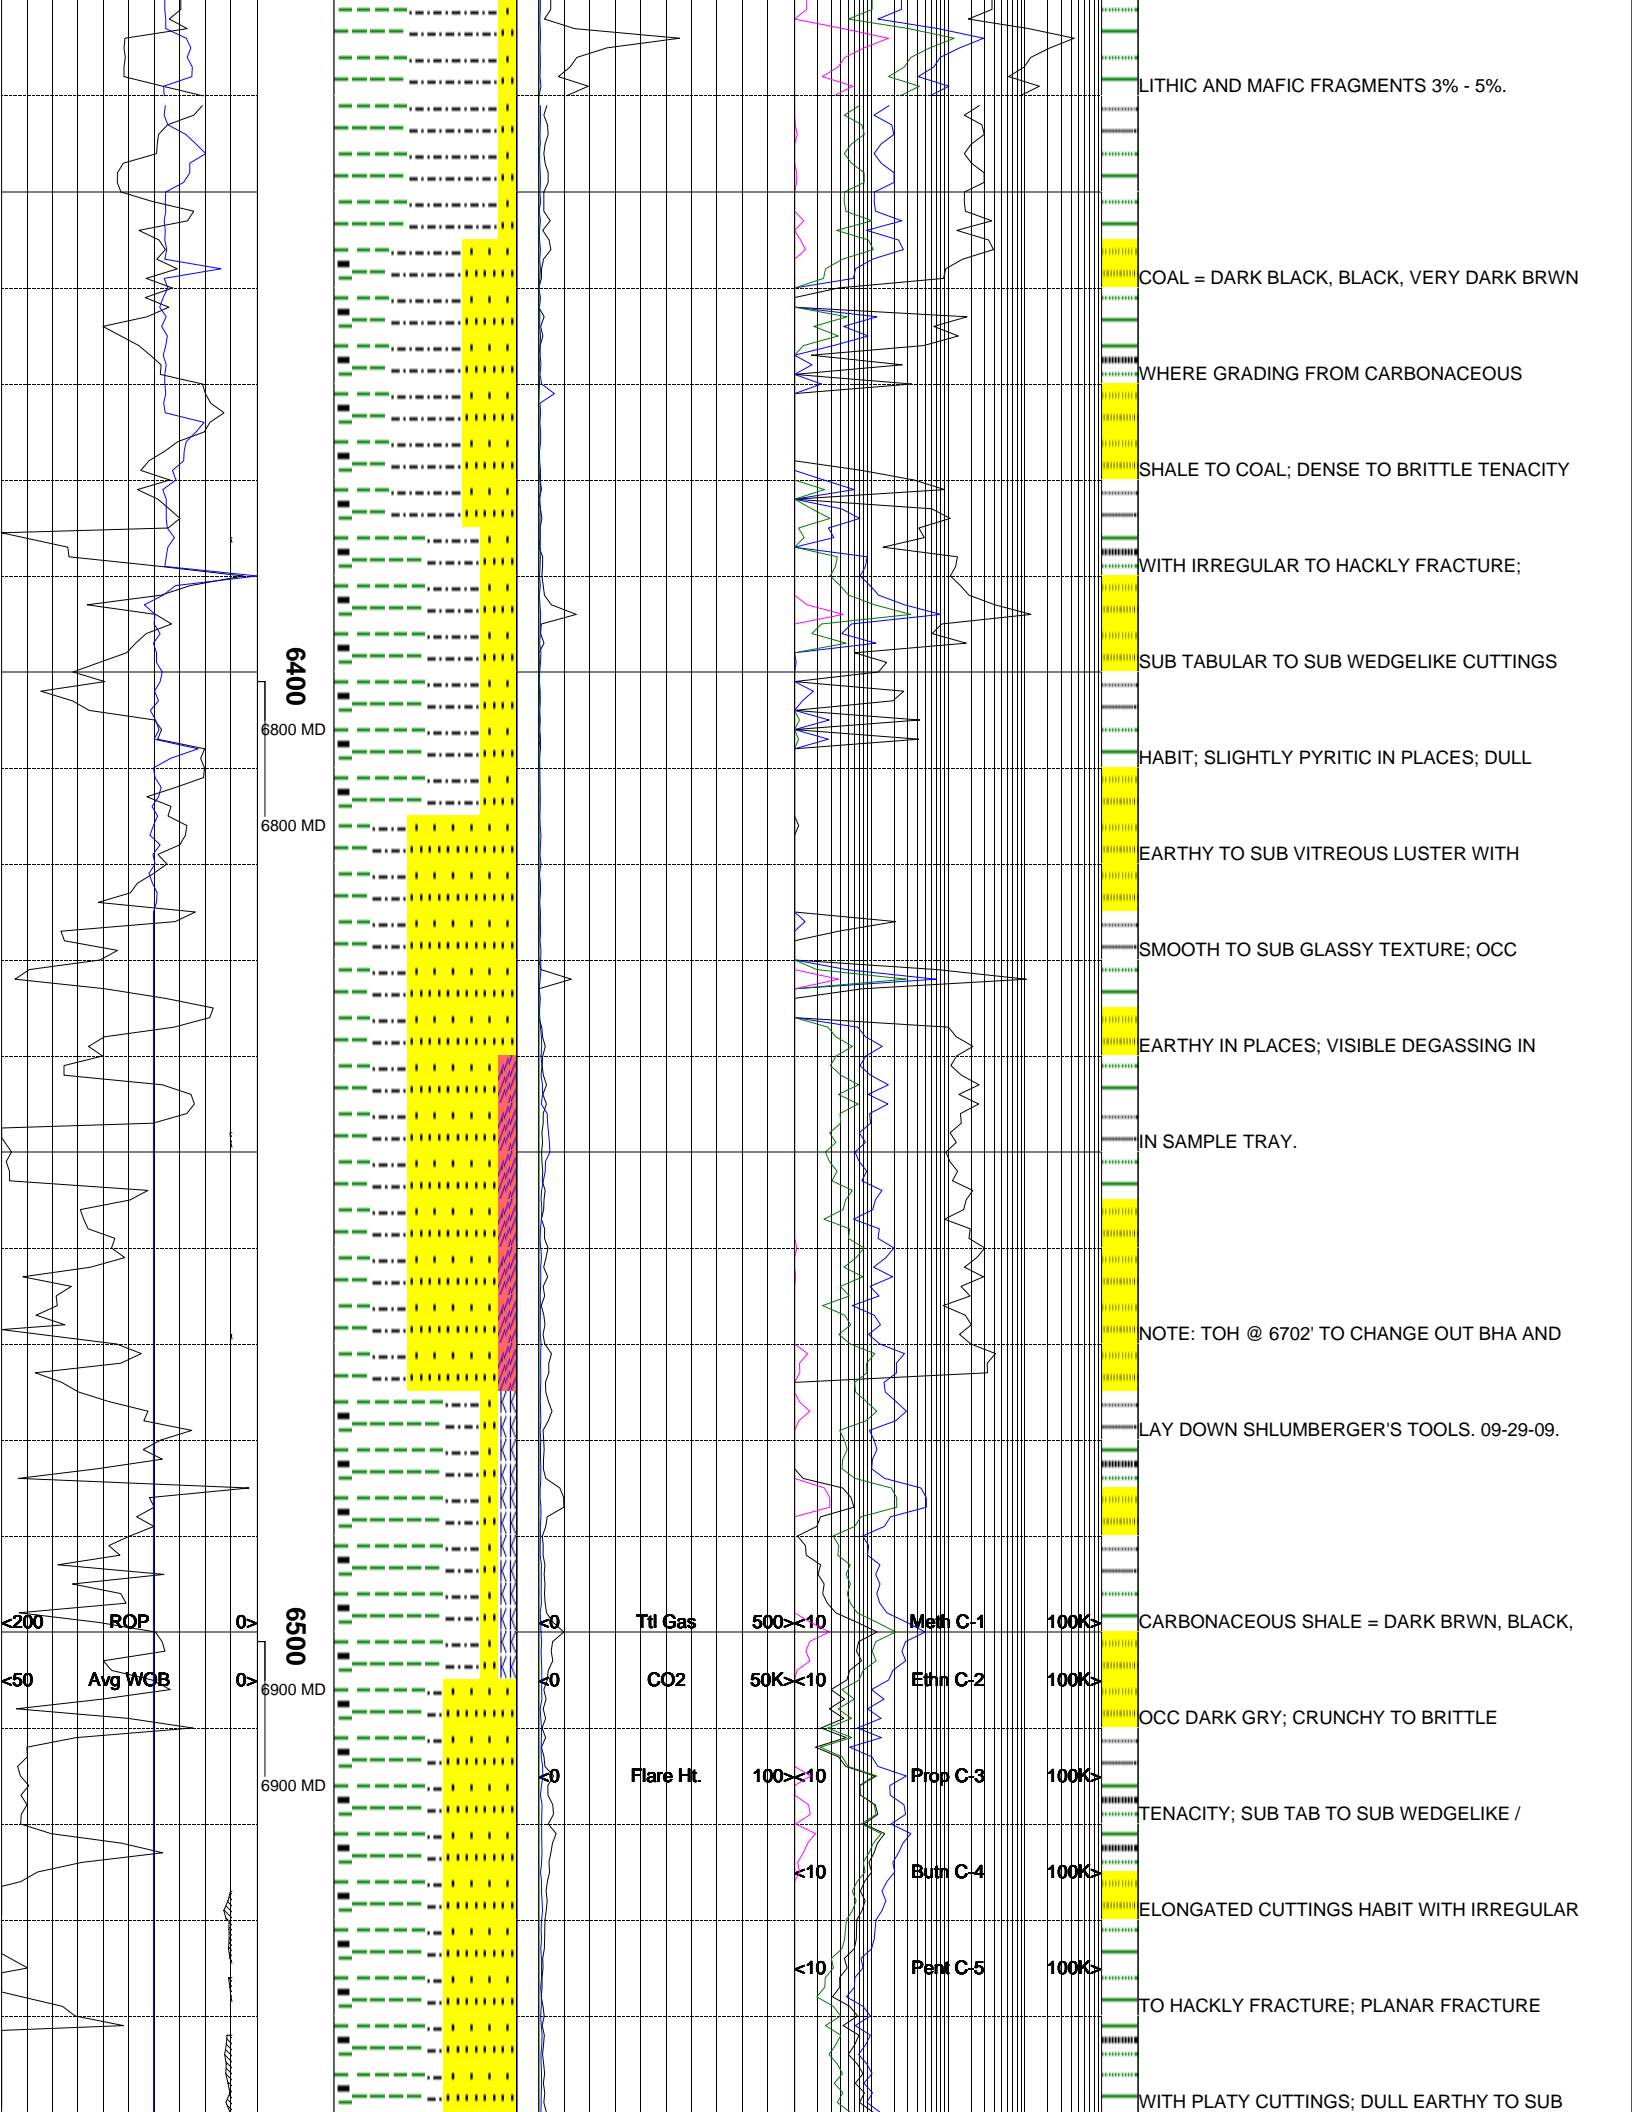 LITHIC AND MAFIC FRAGMENTS 3% - 5%.
COAL = DARK BLACK, BLACK, VERY DARK BRWN
WHERE GRADING FROM CARBONACEOUS
SHALE TO COAL; DENSE TO BRITTLE TENACITY
WITH IRREGULAR TO HACKLY FRACTURE;
6400
SUB TABULAR TO SUB WEDGELIKE CUTTINGS
6800 MD
HABIT; SLIGHTLY PYRITIC IN PLACES; DULL
6800 MD
EARTHY TO SUB VITREOUS LUSTER WITH
SMOOTH TO SUB GLASSY TEXTURE; OCC
EARTHY IN PLACES; VISIBLE DEGASSING IN
IN SAMPLE TRAY.
NOTE: TOH @ 6702' TO CHANGE OUT BHA AND
LAY DOWN SHLUMBERGER'S TOOLS. 09-29-09.
<200 ROP 0> 6500 <0 Ttl Gas 500> <10 Meth C-1 100K> CARBONACEOUS SHALE = DARK BRWN, BLACK,
<50 Avg WOB 0> 6900 MD <0 CO2 50K> <10 Ethn C-2 100K>
OCC DARK GRY; CRUNCHY TO BRITTLE
6900 MD <0 Flare Ht. 100> <10 Prop C-3 100K>
TENACITY; SUB TAB TO SUB WEDGELIKE /
<10 Butn C-4 100K>
ELONGATED CUTTINGS HABIT WITH IRREGULAR
<10 Pent C-5 100K>
TO HACKLY FRACTURE; PLANAR FRACTURE
WITH PLATY CUTTINGS; DULL EARTHY TO SUB